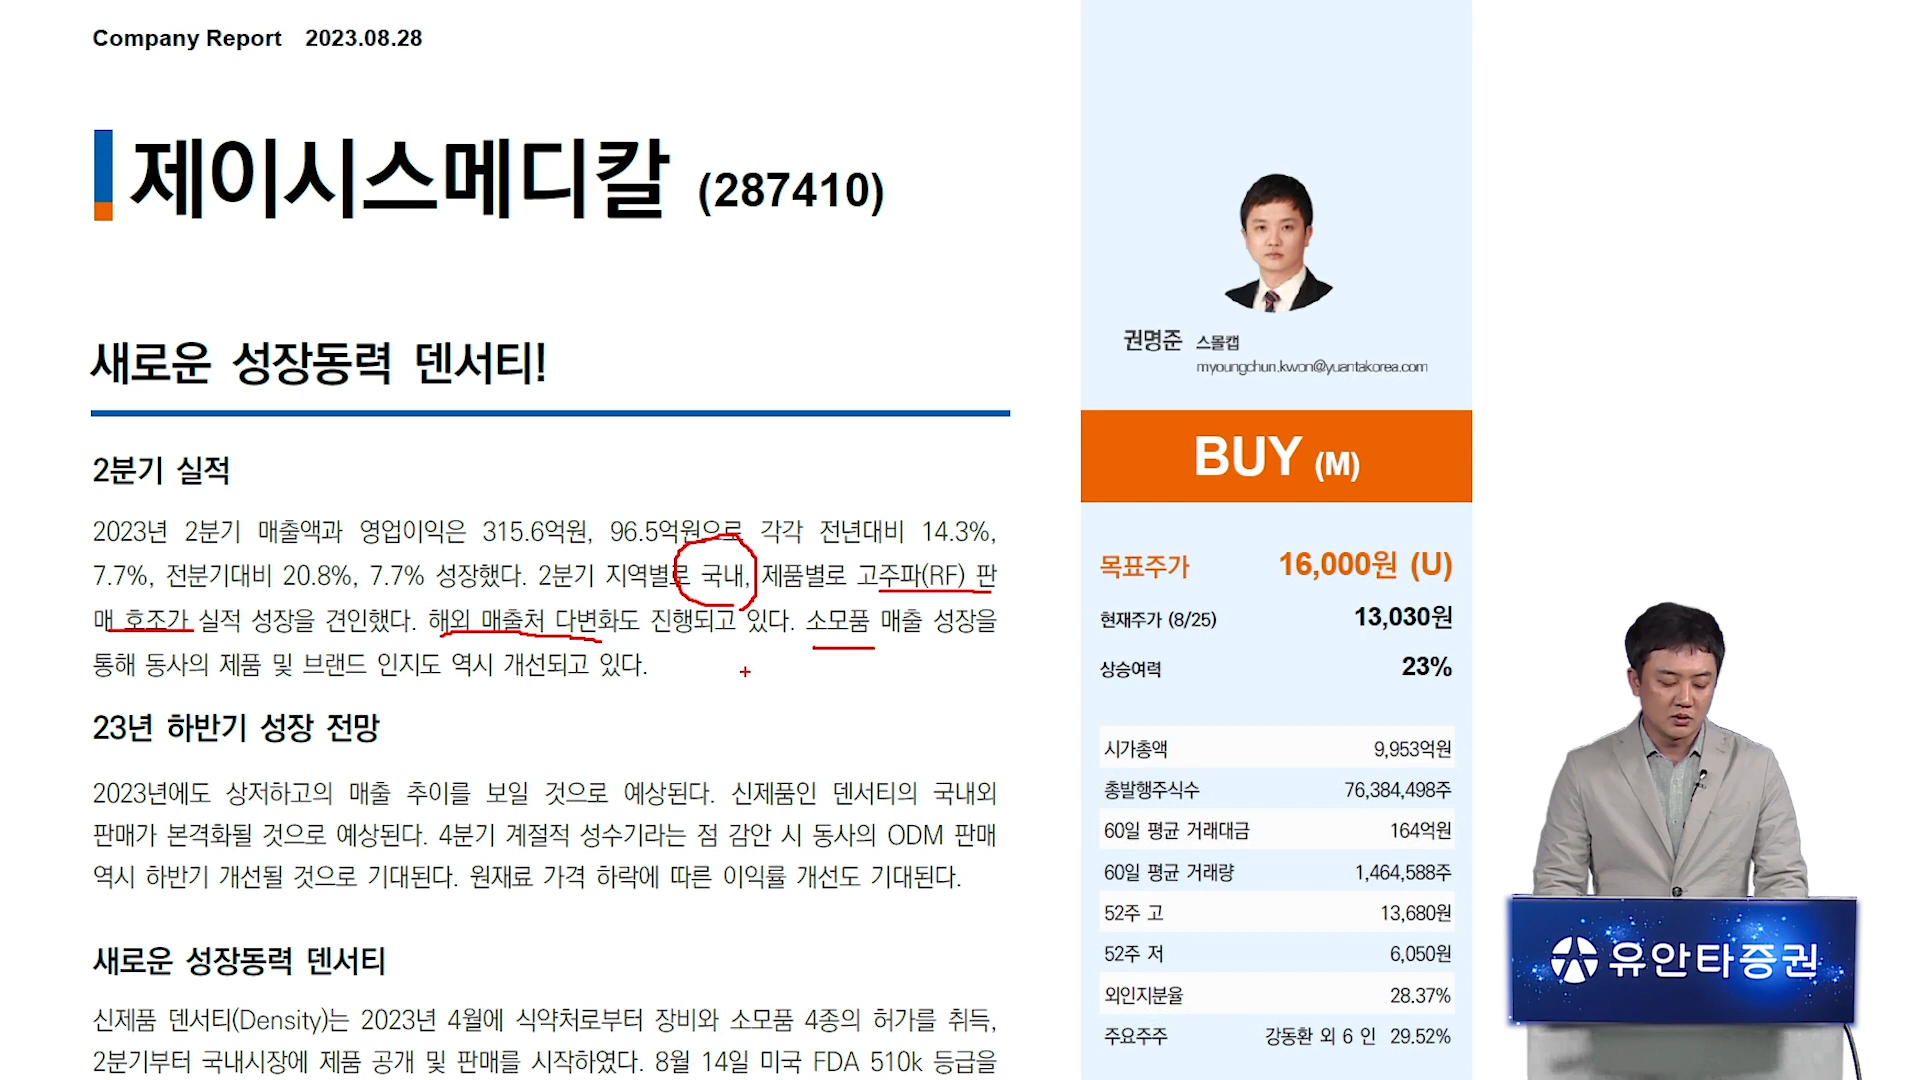 Company Report 2023.08.28
제이시스메디칼 (287410)
새로운 성장동력 덴서티!
2분기 실적
2023년 2분기 매출액과 영업이익은 315.6억원, 96.5억원으로 각각 전년대비 14.3%,
7.7%, 전분기대비 20.8%, 7.7% 성장했다. 2분기 지역별로 국내, 제품별로 고주파(RF) 판
매 호조가 실적 성장을 견인했다. 해외 매출처 다변화도 진행되고 있다. 소모품 매출 성장을
통해 동사의 제품 및 브랜드 인지도 역시 개선되고 있다.
23년 하반기 성장 전망
2023년에도 상저하고의 매출 추이를 보일 것으로 예상된다. 신제품인 덴서티의 국내외
판매가 본격화될 것으로 예상된다. 4분기 계절적 성수기라는 점 감안 시 동사의 ODM 판매
역시 하반기 개선될 것으로 기대된다. 원재료 가격 하락에 따른 이익률 개선도 기대된다.
새로운 성장동력 덴서티
신제품 덴서티(Density)는 2023년 4월에 식약처로부터 장비와 소모품 4종의 허가를 취득,
2분기부터 국내시장에 제품 공개 및 판매를 시작하였다. 8월 14일 미국 FDA 510k 등급을
권명준 스몰캡
myoungchun.kwon@yuantakorea.com
BUY (M)
목표주가 16,000원 (U)
현재주가 (8/25) 13,030원
상승여력 23%
시가총액 9,953억원
총발행주식수 76,384,498주
60일 평균 거래대금 164억원
60일 평균 거래량 1,464,588주
52주 고 13,680원
52주 저 6,050원
외인지분율 28.37%
주요주주 강동환 외 6 인 29.52%
유안타증권